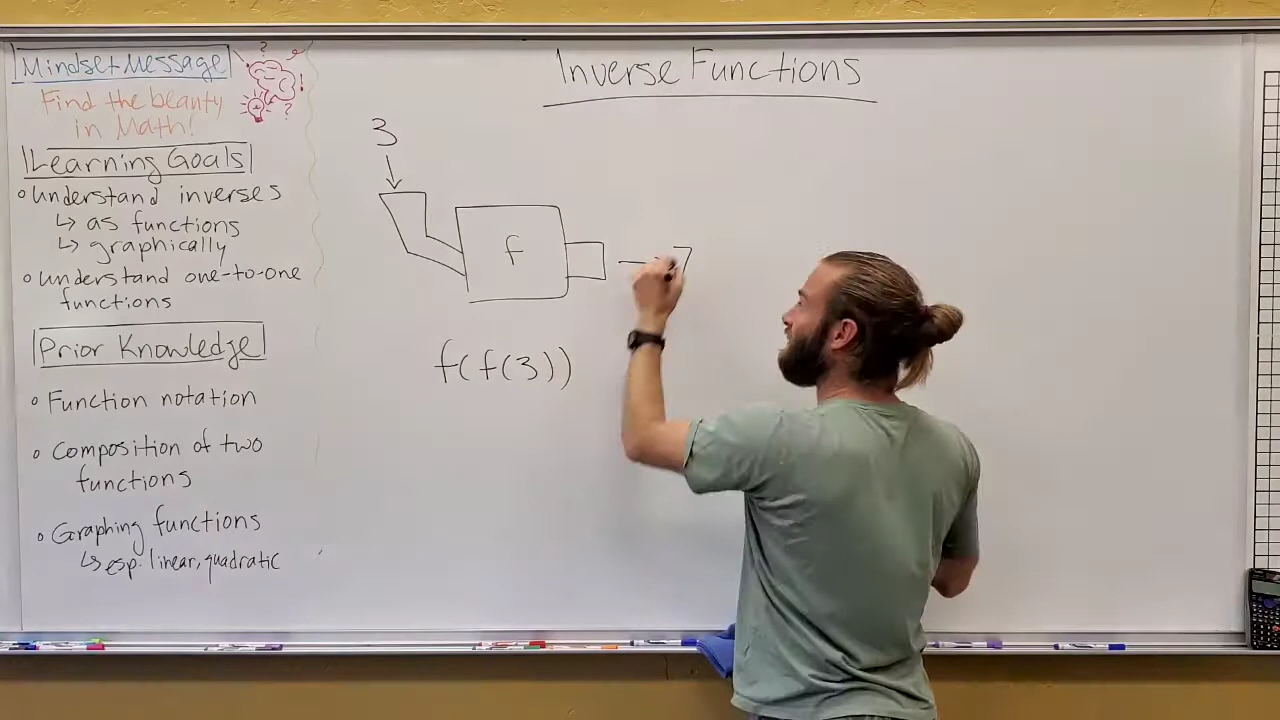 Mindset Message
Find the beauty
in Math!
Learning Goals
Understand inverses
↳ as functions
↳ graphically
Understand one-to-one
functions
Prior Knowledge
Function notation
Composition of two
functions
Graphing functions
↳ esp. linear, quadratic
Inverse Functions
3
f
7
f(f(3))